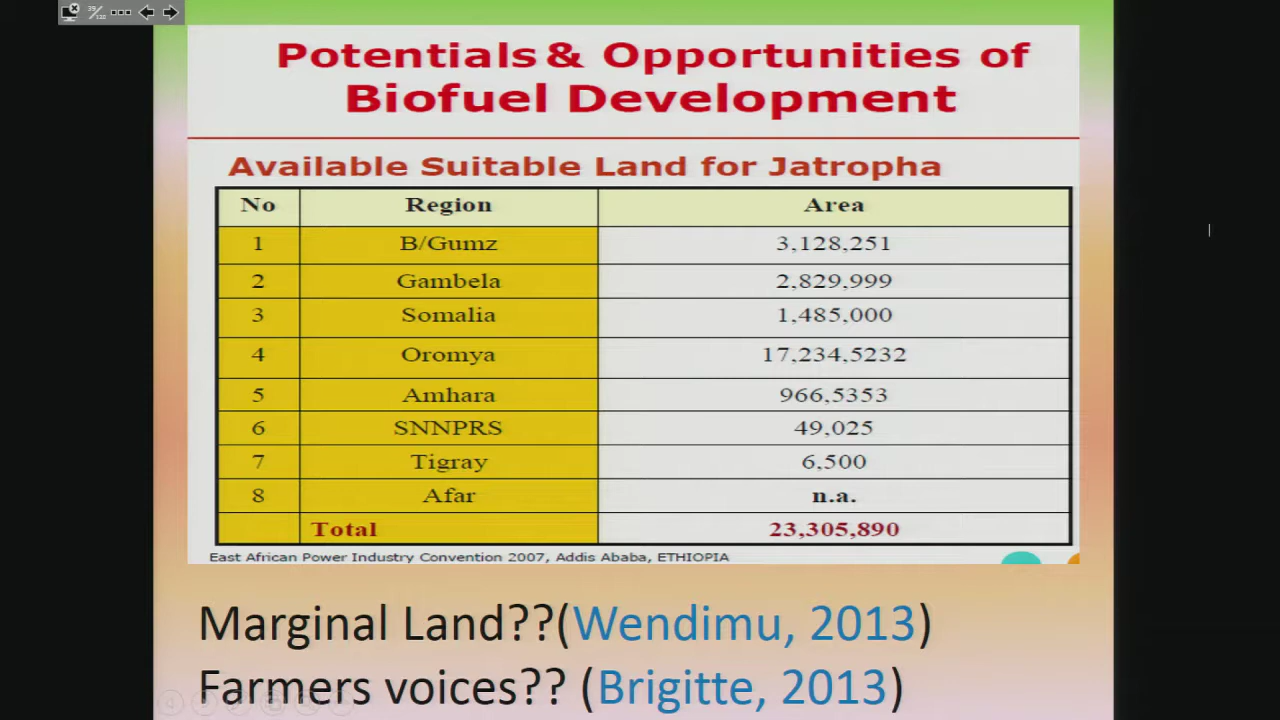 39/110
Potentials & Opportunities of
Biofuel Development
Available Suitable Land for Jatropha
No Region Area
1 B/Gumz 3,128,251
2 Gambela 2,829,999
3 Somalia 1,485,000
4 Oromya 17,234,5232
5 Amhara 966,5353
6 SNNPRS 49,025
7 Tigray 6,500
8 Afar n.a.
Total 23,305,890
East African Power Industry Convention 2007, Addis Ababa, ETHIOPIA
Marginal Land??(Wendimu, 2013)
Farmers voices?? (Brigitte, 2013)